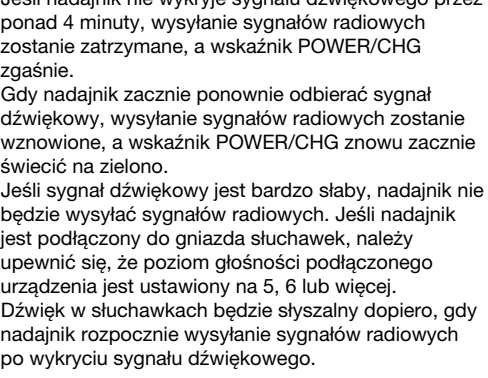 Jeśli nadajnik nie wykryje sygnału dźwiękowego przez
ponad 4 minuty, wysyłanie sygnałów radiowych
zostanie zatrzymane, a wskaźnik POWER/CHG
zgaśnie.
Gdy nadajnik zacznie ponownie odbierać sygnał
dźwiękowy, wysyłanie sygnałów radiowych zostanie
wznowione, a wskaźnik POWER/CHG znowu zacznie
świecić na zielono.
Jeśli sygnał dźwiękowy jest bardzo słaby, nadajnik nie
będzie wysyłać sygnałów radiowych. Jeśli nadajnik
jest podłączony do gniazda słuchawek, należy
upewnić się, że poziom głośności podłączonego
urządzenia jest ustawiony na 5, 6 lub więcej.
Dźwięk w słuchawkach będzie słyszalny dopiero, gdy
nadajnik rozpocznie wysyłanie sygnałów radiowych
po wykryciu sygnału dźwiękowego.